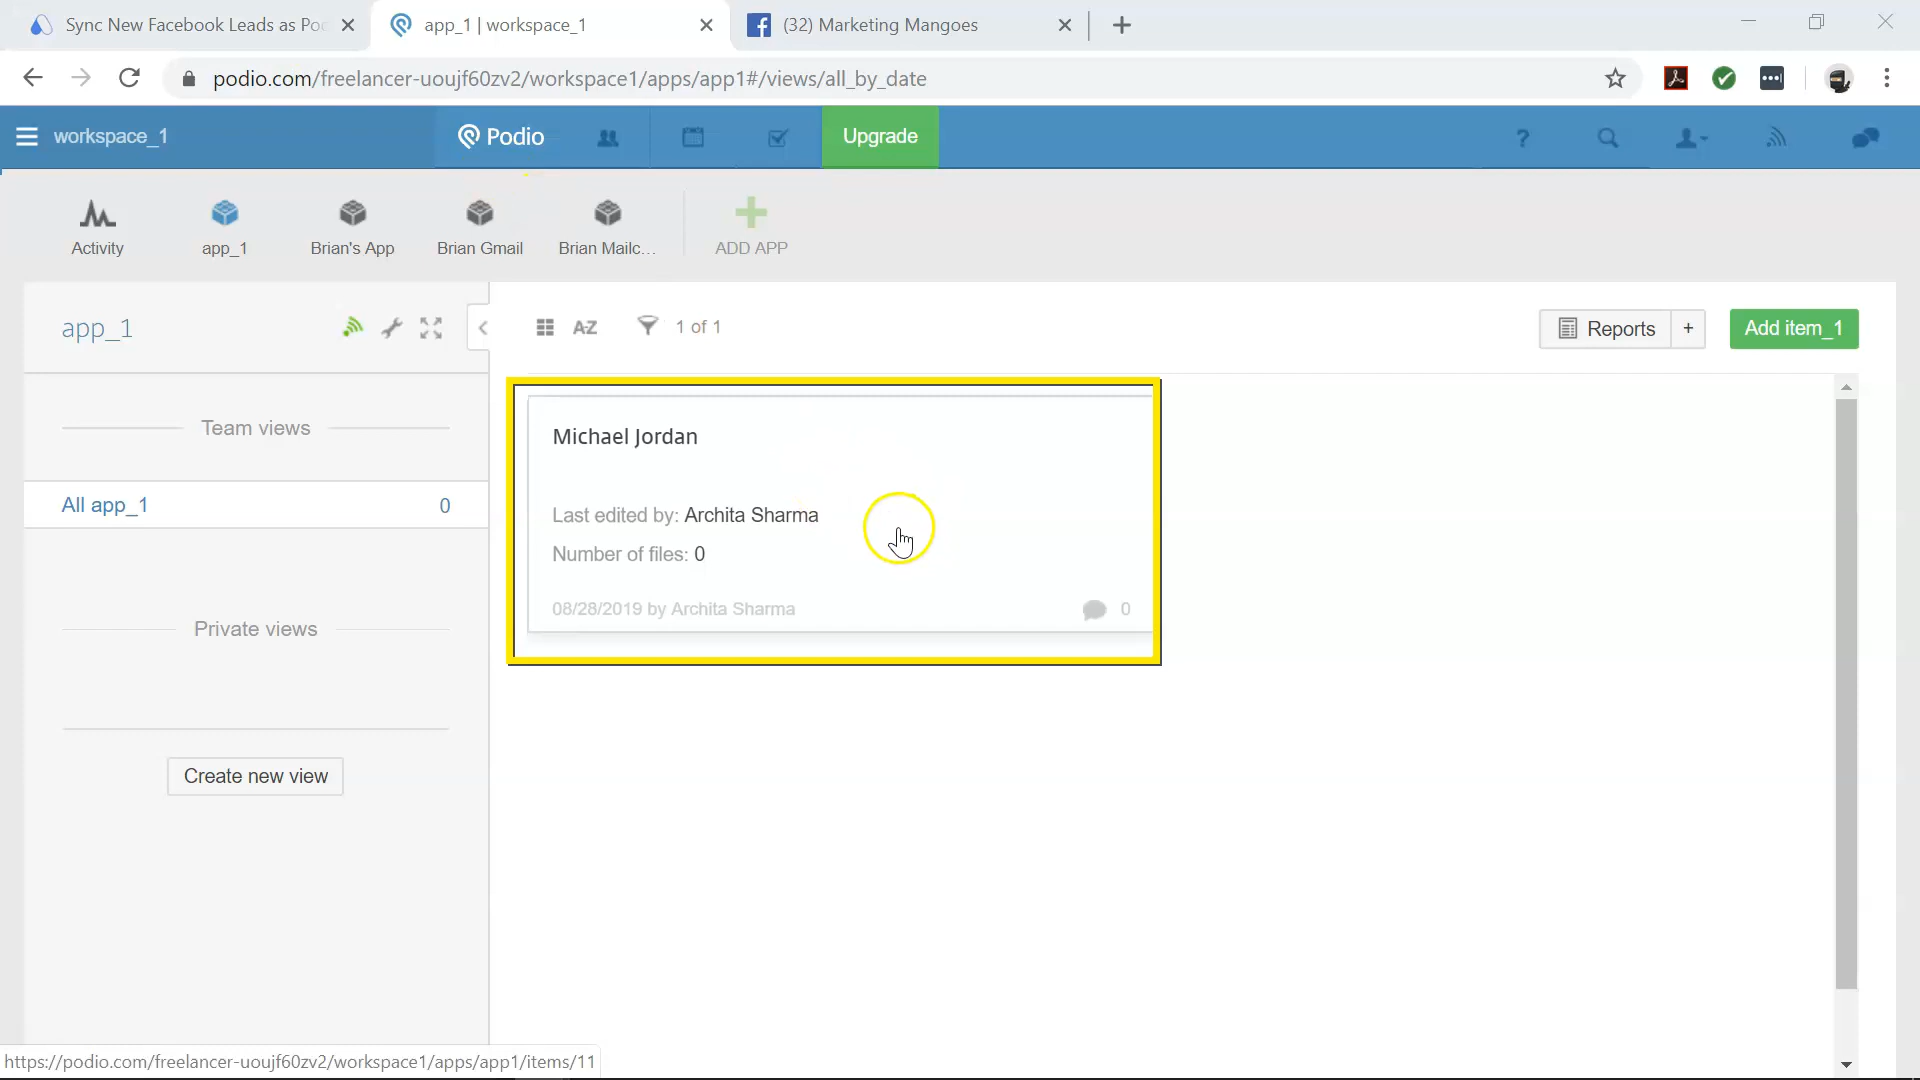 Sync New Facebook Leads as Po
app_1 | workspace_1
(32) Marketing Mangoes
podio.com/freelancer-uoujf60zv2/workspace1/apps/app1#/views/all_by_date
workspace_1
Podio
Upgrade
?
Activity
app_1
Brian's App
Brian Gmail
Brian Mailc...
ADD APP
app_1
A-Z
1 of 1
Reports
+
Add item_1
Team views
Michael Jordan
All app_1
0
Last edited by: Archita Sharma
Number of files: 0
08/28/2019 by Archita Sharma
0
Private views
Create new view
https://podio.com/freelancer-uoujf60zv2/workspace1/apps/app1/items/11